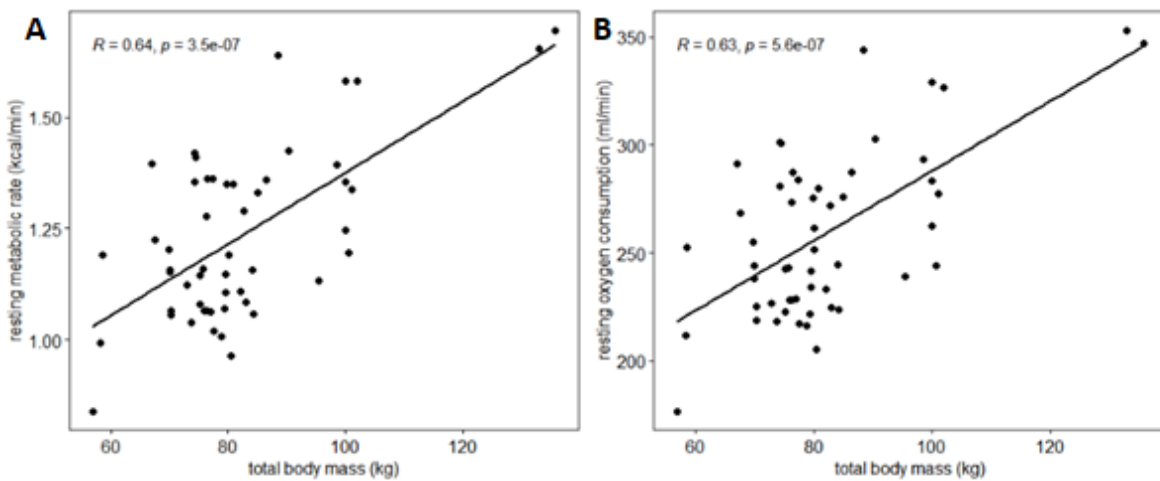 A
R = 0.64, p = 3.5e-07
resting metabolic rate (kcal/min)
1.50
1.25
1.00
60 80 100 120
total body mass (kg)
B
R = 0.63, p = 5.6e-07
resting oxygen consumption (ml/min)
350
300
250
200
60 80 100 120
total body mass (kg)